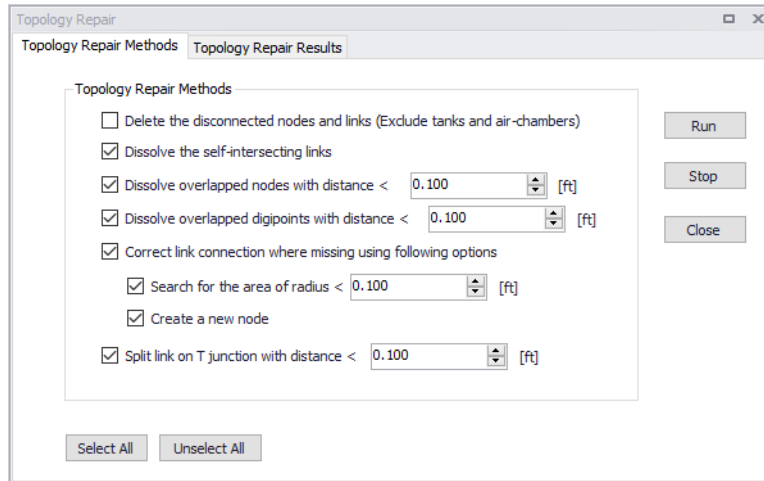 Topology Repair
Topology Repair Methods Topology Repair Results
Topology Repair Methods
Delete the disconnected nodes and links (Exclude tanks and air-chambers)
Run
Dissolve the self-intersecting links
Dissolve overlapped nodes with distance < 0.100 [ft]
Stop
Dissolve overlapped digipoints with distance < 0.100 [ft]
Close
Correct link connection where missing using following options
Search for the area of radius < 0.100 [ft]
Create a new node
Split link on T junction with distance < 0.100 [ft]
Select All Unselect All